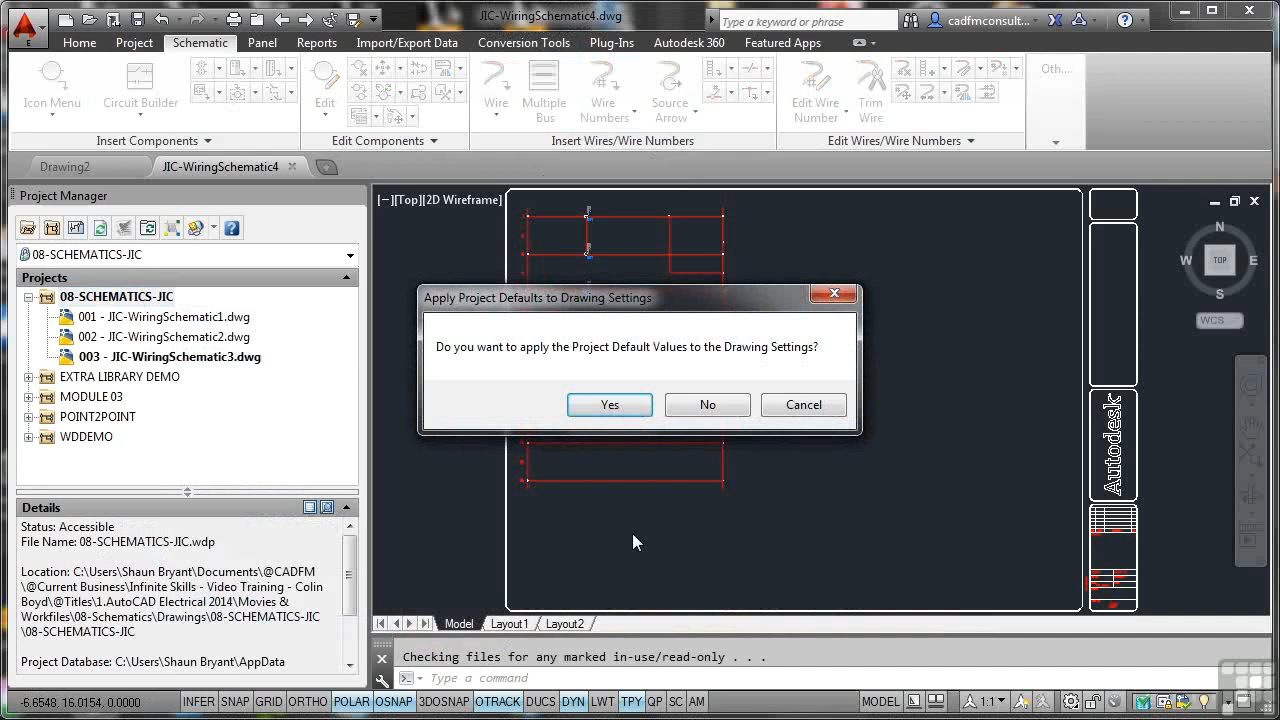 JIC-WiringSchematic4.dwg
Type a keyword or phrase
cadfmconsult...
E
Home Project Schematic Panel Reports Import/Export Data Conversion Tools Plug-Ins Autodesk 360 Featured Apps
Icon Menu Circuit Builder Edit Wire Multiple Bus Wire Numbers Source Arrow Edit Wire Number Trim Wire Oth...
Insert Components Edit Components Insert Wires/Wire Numbers Edit Wires/Wire Numbers
Drawing2 JIC-WiringSchematic4
Project Manager
08-SCHEMATICS-JIC
Projects
08-SCHEMATICS-JIC
001 - JIC-WiringSchematic1.dwg
002 - JIC-WiringSchematic2.dwg
003 - JIC-WiringSchematic3.dwg
EXTRA LIBRARY DEMO
MODULE 03
POINT2POINT
WDDEMO
Details
Status: Accessible
File Name: 08-SCHEMATICS-JIC.wdp
Location: C:\Users\Shaun Bryant\Documents\@CADFM
\@Current Business\Infinite Skills - Video Training - Colin
Boyd\@Titles\1.AutoCAD Electrical 2014\Movies &
Workfiles\08-Schematics\Drawings\08-SCHEMATICS-JIC
\08-SCHEMATICS-JIC
Project Database: C:\Users\Shaun Bryant\AppData
[−][Top][2D Wireframe]
N
W TOP E
S
WCS
Apply Project Defaults to Drawing Settings
Do you want to apply the Project Default Values to the Drawing Settings?
Yes No Cancel
Autodesk
Model Layout1 Layout2
Checking files for any marked in-use/read-only . . .
Type a command
-6.6548, 16.0154, 0.0000 INFER SNAP GRID ORTHO POLAR OSNAP 3DOSNAP OTRACK DUCS DYN LWT TPY QP SC AM MODEL 1:1